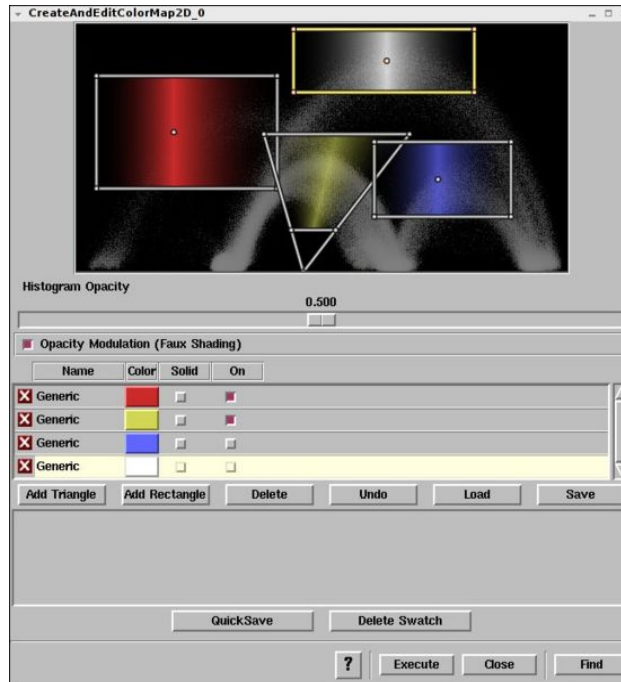 CreateAndEditColorMap2D_0
Histogram Opacity
0.500
Opacity Modulation (Faux Shading)
Name Color Solid On
Generic
Generic
Generic
Generic
Add Triangle Add Rectangle Delete Undo Load Save
QuickSave Delete Swatch
? Execute Close Find